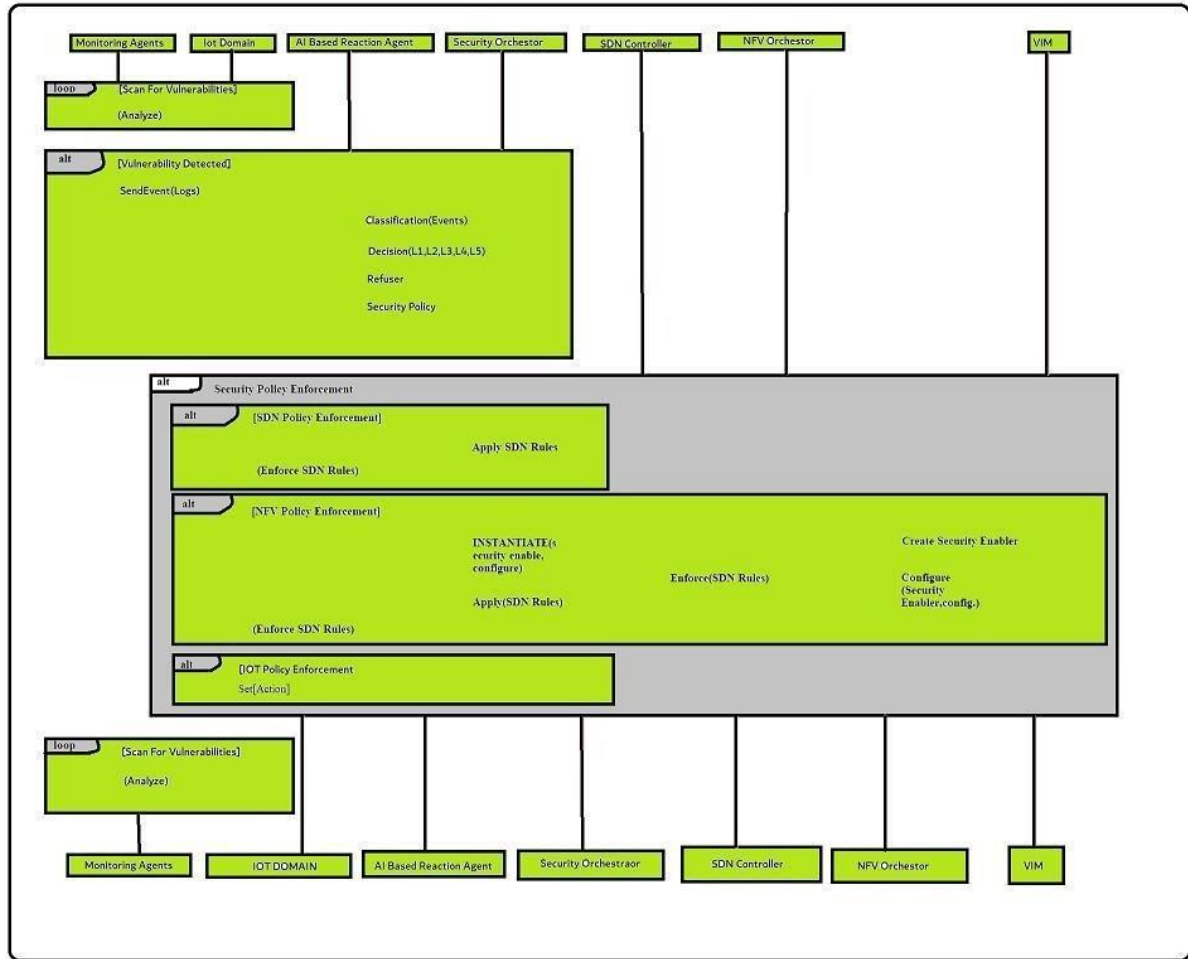 Monitoring Agents
Iot Domain
AI Based Reaction Agent
Security Orchestor
SDN Controller
NFV Orchestor
VIM
loop
[Scan For Vulnerabilities]
(Analyze)
alt
[Vulnerability Detected]
SendEvent(Logs)
Classification(Events)
Decision(L1,L2,L3,L4,L5)
Refuser
Security Policy
alt
Security Policy Enforcement
alt
[SDN Policy Enforcement]
Apply SDN Rules
(Enforce SDN Rules)
alt
[NFV Policy Enforcement]
INSTANTIATE(s
ecurity enable,
configure)
Create Security Enabler
Enforce(SDN Rules)
Configure
(Security
Enabler,config.)
Apply(SDN Rules)
(Enforce SDN Rules)
alt
[IOT Policy Enforcement
Set[Action]
loop
[Scan For Vulnerabilities]
(Analyze)
Monitoring Agents
IOT DOMAIN
AI Based Reaction Agent
Security Orchestraor
SDN Controller
NFV Orchestor
VIM